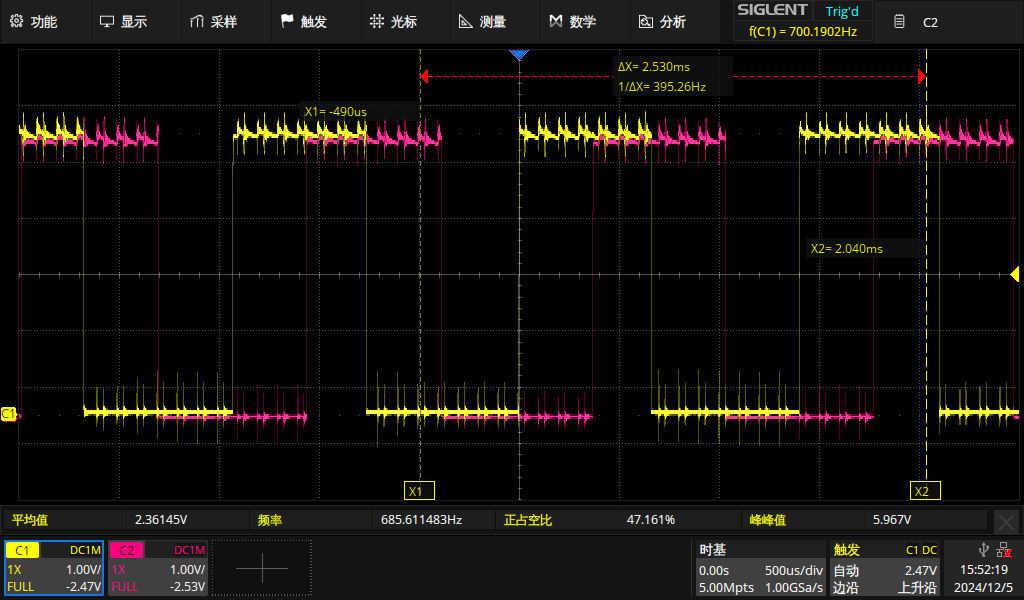 功能 显示 采样 触发 光标 测量 数学 分析 SIGLENT Trig'd C2
f(C1) = 700.1902Hz
ΔX= 2.530ms
1/ΔX= 395.26Hz
X1= -490us
X2= 2.040ms
C1
X1 X2
平均值 2.36145V 频率 685.611483Hz 正占空比 47.161% 峰峰值 5.967V
C1 DC1M C2 DC1M 时基 触发 C1 DC
1X 1.00V/ 1X 1.00V/ 0.00s 500us/div 自动 2.47V 15:52:19
FULL -2.47V FULL -2.53V 5.00Mpts 1.00GSa/s 边沿 上升沿 2024/12/5